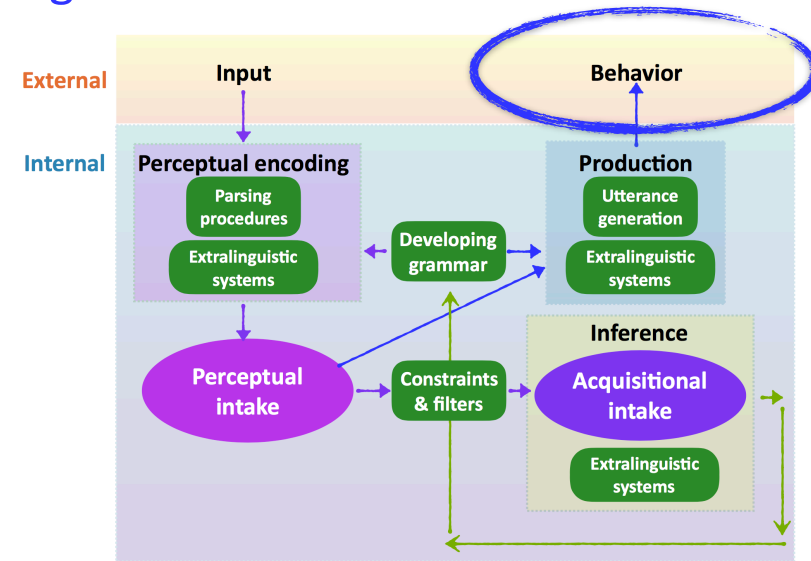 g
External
Input
Behavior
Internal
Perceptual encoding
Parsing
procedures
Extralinguistic
systems
Production
Utterance
generation
Extralinguistic
systems
Developing
grammar
Perceptual
intake
Constraints
& filters
Inference
Acquisitional
intake
Extralinguistic
systems